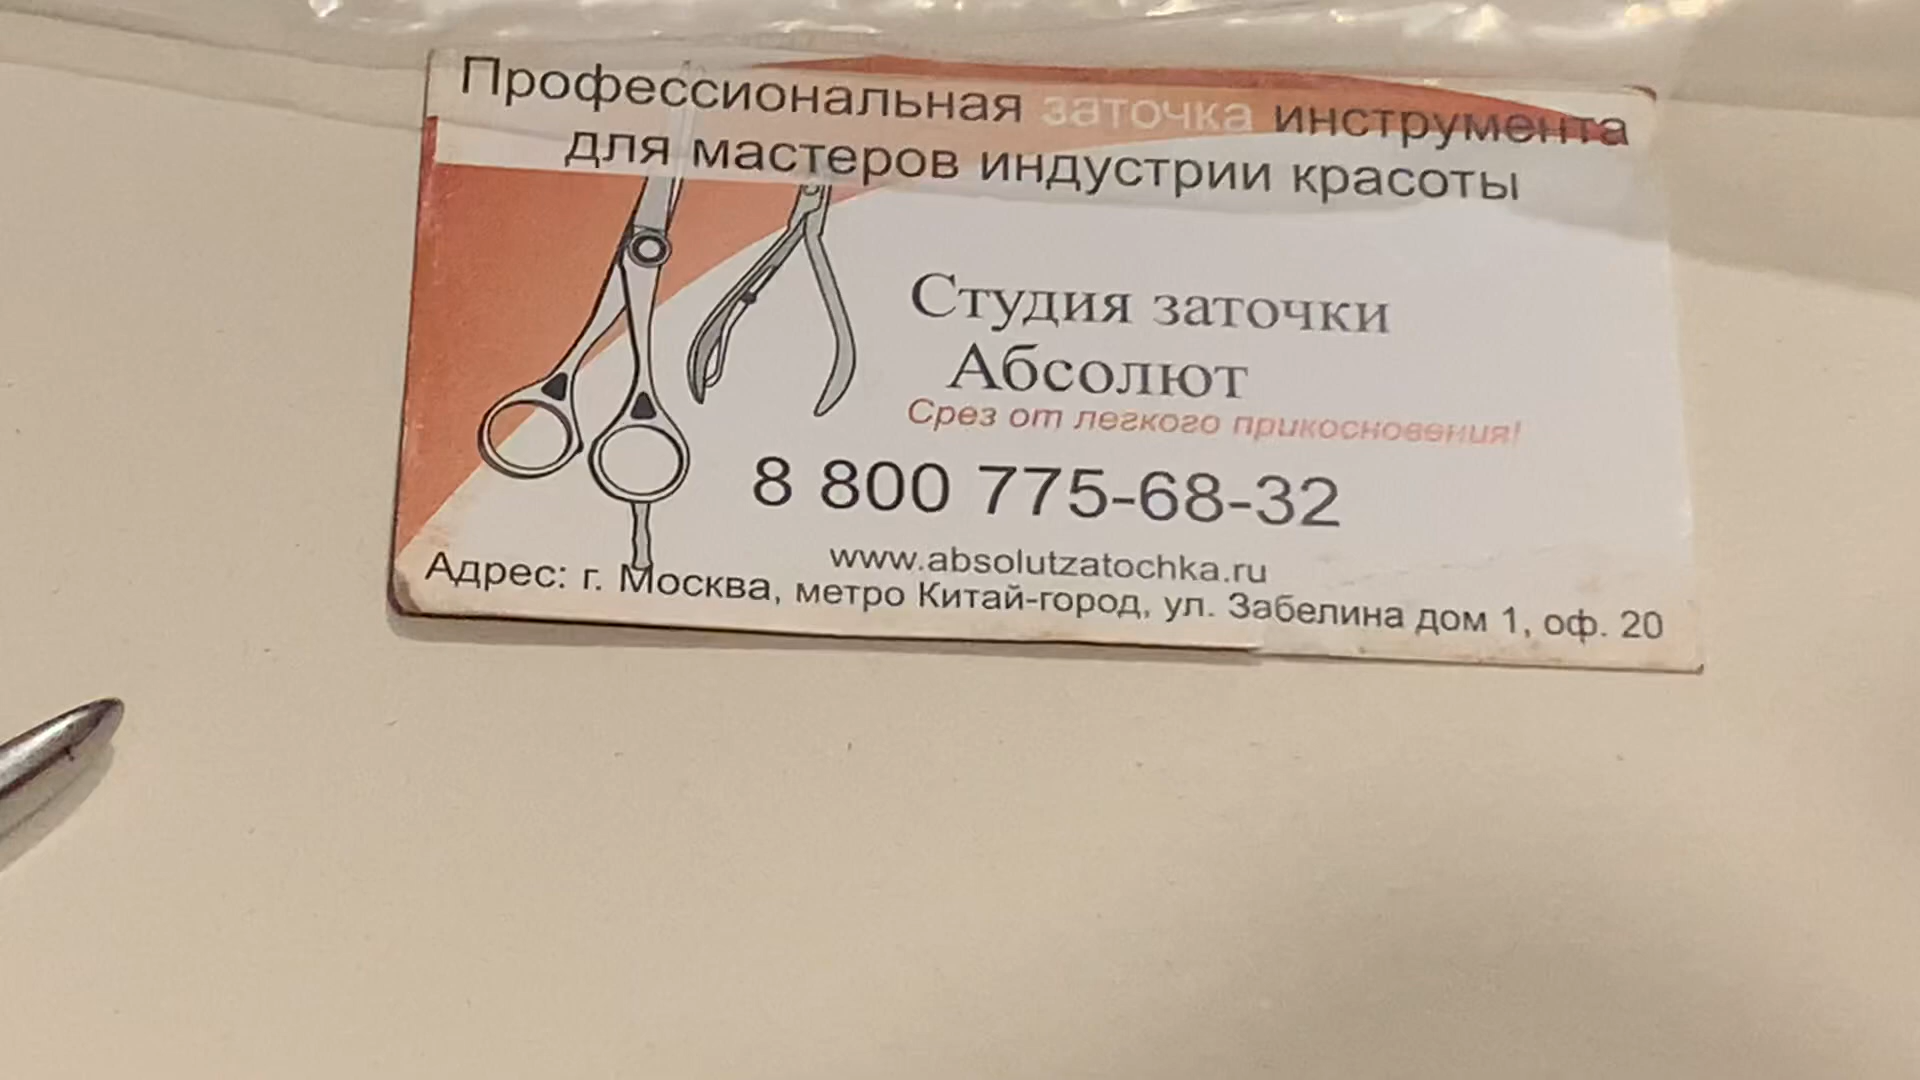 Профессиональная заточка инструмента
для мастеров индустрии красоты
Студия заточки
Абсолют
Срез от легкого прикосновения!
8 800 775-68-32
www.absolutzatochka.ru
Адрес: г. Москва, метро Китай-город, ул. Забелина дом 1, оф. 20